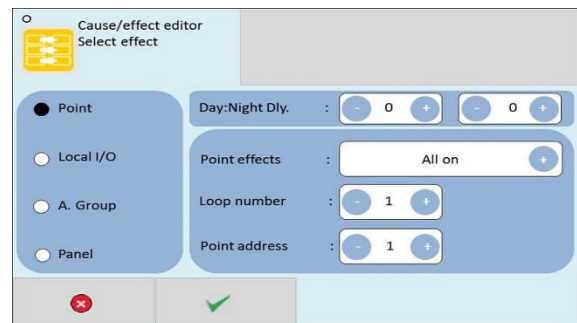 Cause/effect editor
Select effect
Point
Local I/O
A. Group
Panel
Day:Night Dly. : - 0 + - 0 +
Point effects : All on +
Loop number : - 1 +
Point address : - 1 +